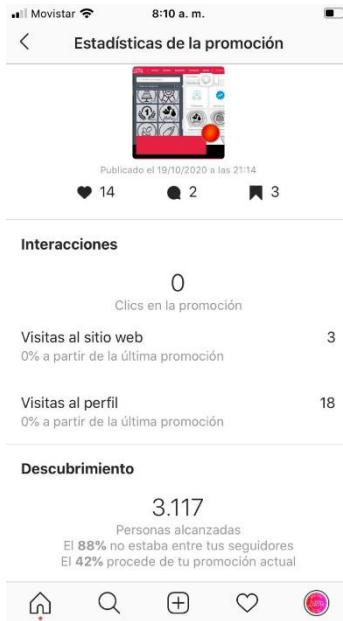 Movistar 8:10 a. m.
Estadísticas de la promoción
Publicado el 19/10/2020 a las 21:14
14 2 3
Interacciones
0
Clics en la promoción
Visitas al sitio web 3
0% a partir de la última promoción
Visitas al perfil 18
0% a partir de la última promoción
Descubrimiento
3.117
Personas alcanzadas
El 88% no estaba entre tus seguidores
El 42% procede de tu promoción actual